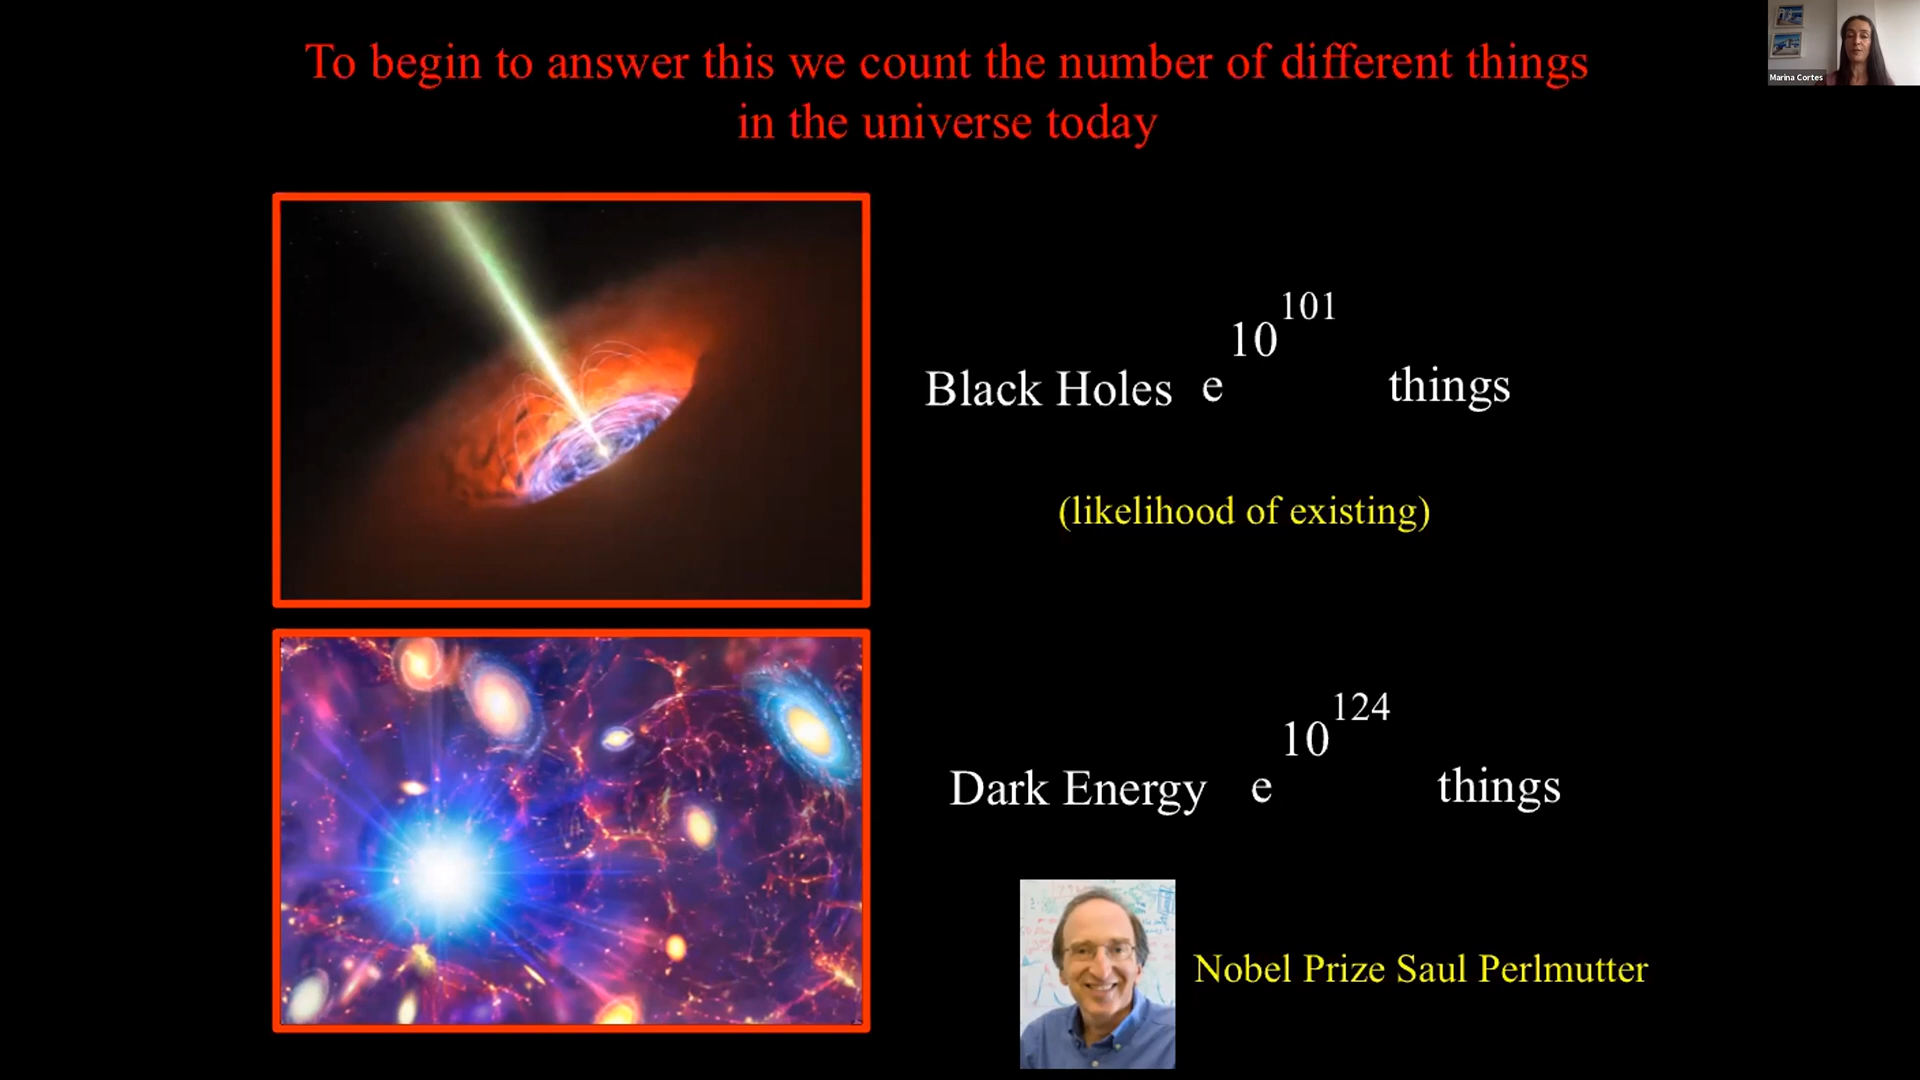 To begin to answer this we count the number of different things
in the universe today
Marina Cortes
Black Holes e^10^101 things
(likelihood of existing)
Dark Energy e^10^124 things
Nobel Prize Saul Perlmutter